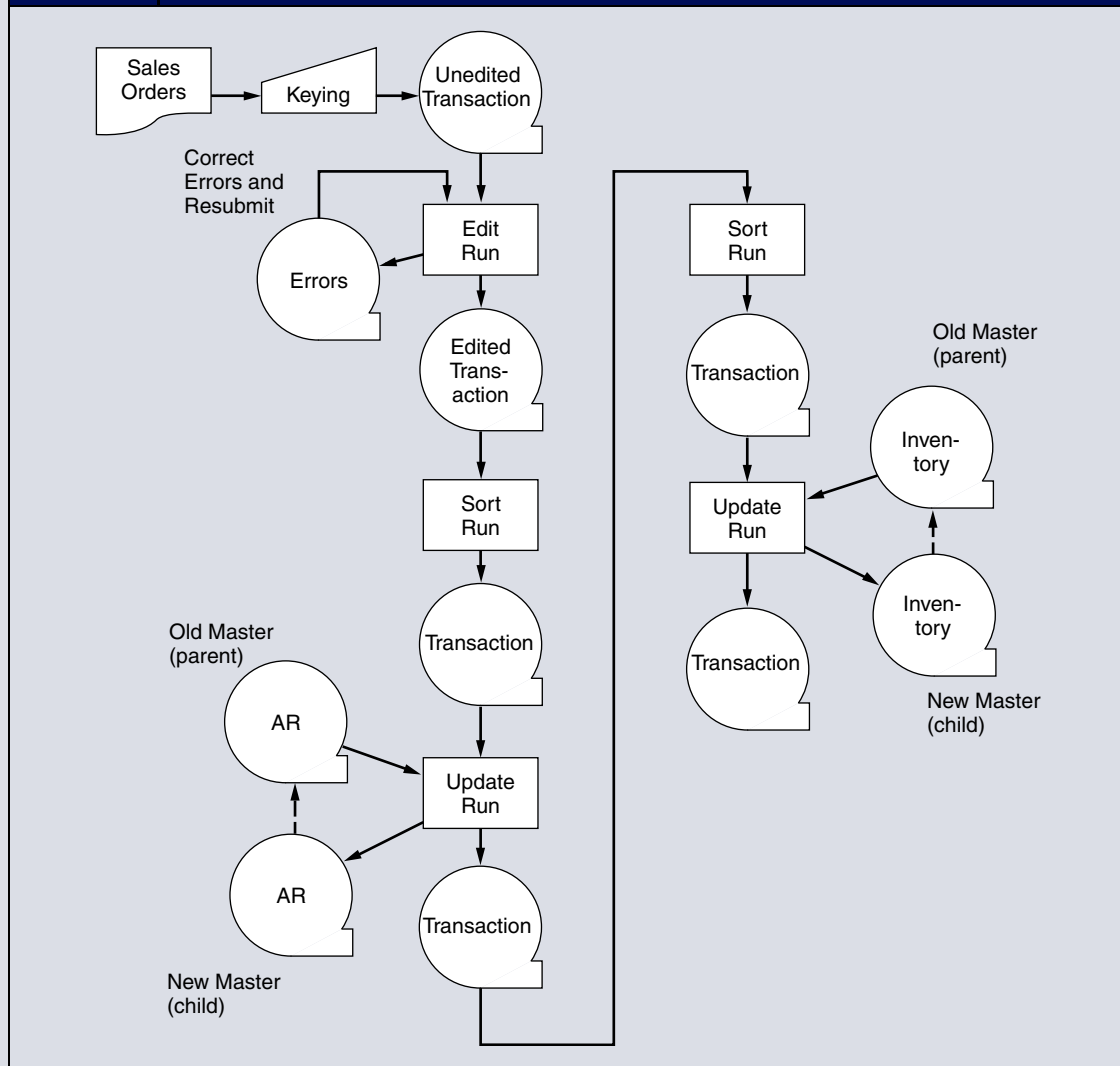 Sales
Orders
Keying
Unedited
Transaction
Correct
Errors and
Resubmit
Edit
Run
Errors
Edited
Trans-
action
Sort
Run
Transaction
Old Master
(parent)
AR
Update
Run
AR
New Master
(child)
Transaction
Sort
Run
Transaction
Old Master
(parent)
Inven-
tory
Update
Run
Inven-
tory
New Master
(child)
Transaction